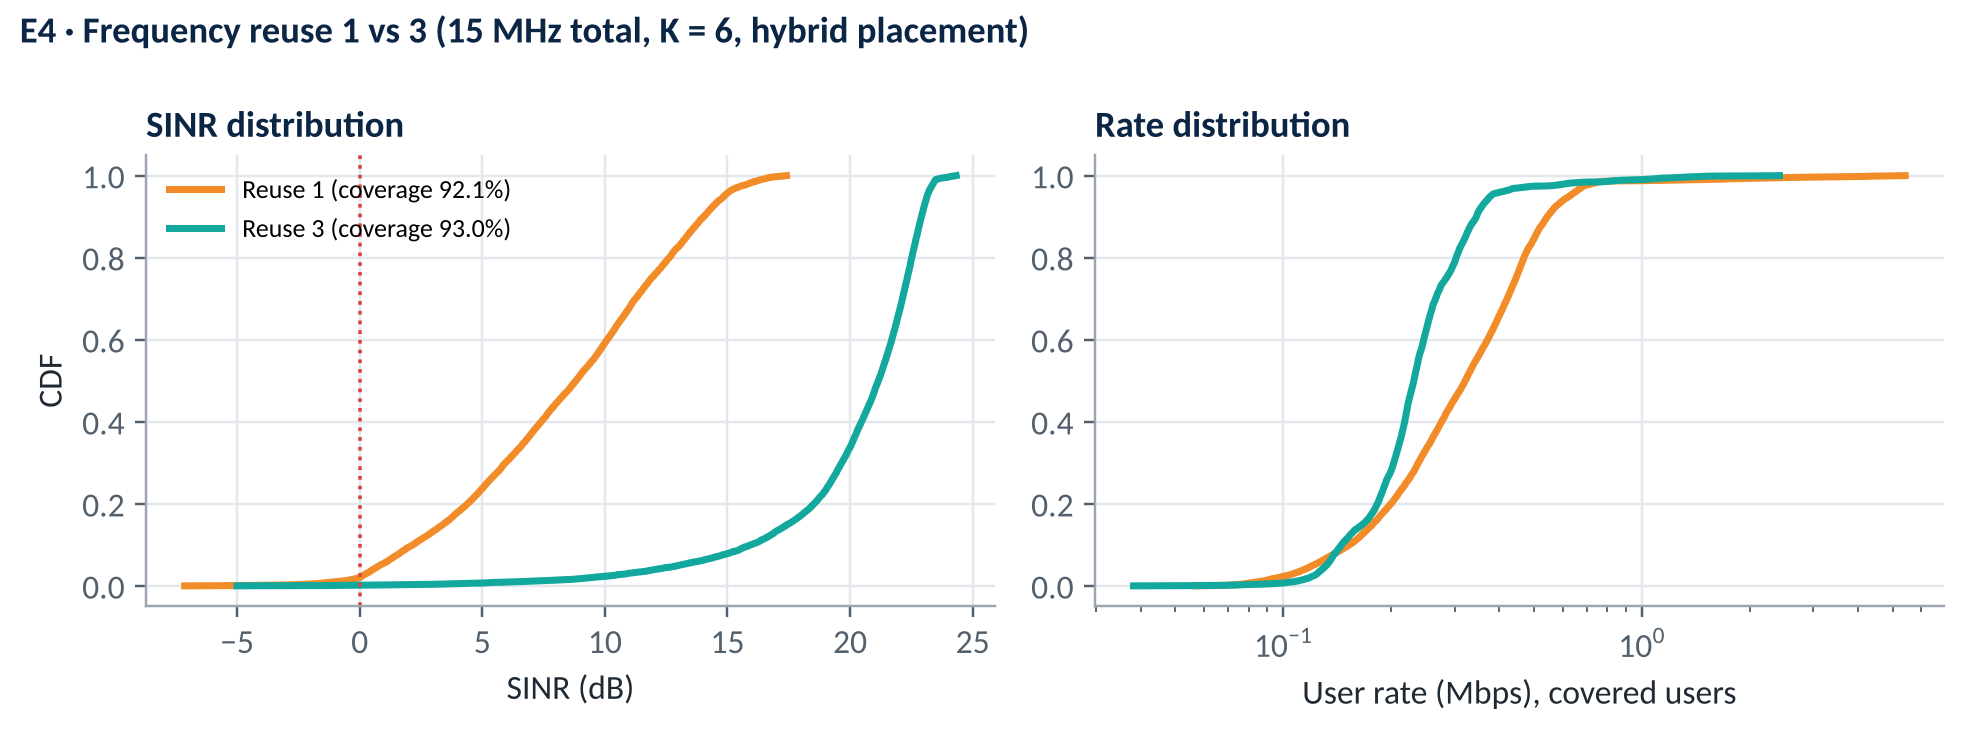 E4 · Frequency reuse 1 vs 3 (15 MHz total, K = 6, hybrid placement)
SINR distribution
CDF
1.0
0.8
0.6
0.4
0.2
0.0
Reuse 1 (coverage 92.1%)
Reuse 3 (coverage 93.0%)
−5 0 5 10 15 20 25
SINR (dB)
Rate distribution
1.0
0.8
0.6
0.4
0.2
0.0
10⁻¹ 10⁰
User rate (Mbps), covered users